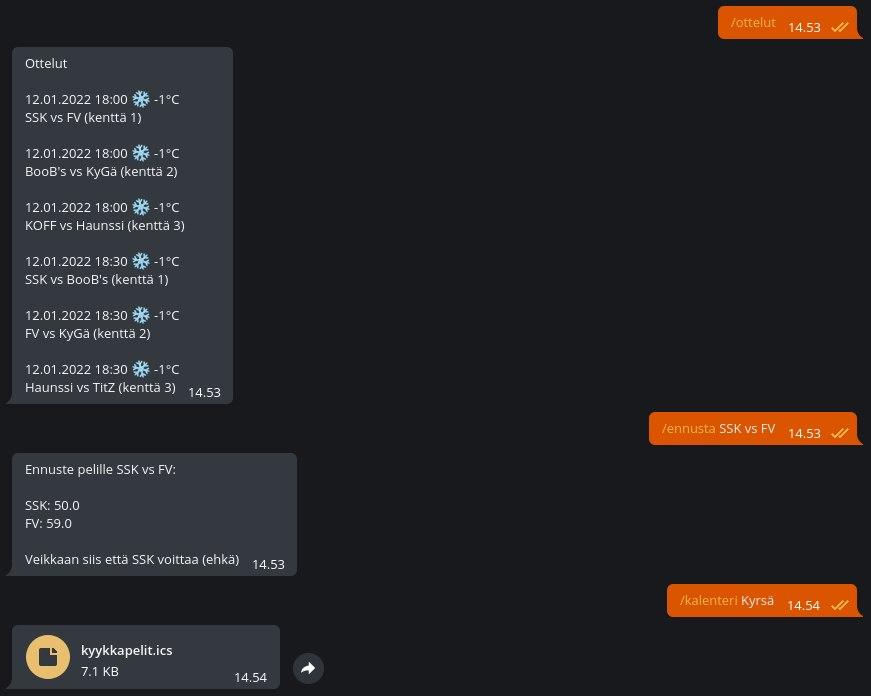 /ottelut 14.53
Ottelut
12.01.2022 18:00 ❄️ -1°C
SSK vs FV (kenttä 1)
12.01.2022 18:00 ❄️ -1°C
BooB's vs KyGä (kenttä 2)
12.01.2022 18:00 ❄️ -1°C
KOFF vs Haunssi (kenttä 3)
12.01.2022 18:30 ❄️ -1°C
SSK vs BooB's (kenttä 1)
12.01.2022 18:30 ❄️ -1°C
FV vs KyGä (kenttä 2)
12.01.2022 18:30 ❄️ -1°C
Haunssi vs TitZ (kenttä 3) 14.53
/ennusta SSK vs FV 14.53
Ennuste pelille SSK vs FV:
SSK: 50.0
FV: 59.0
Veikkaan siis että SSK voittaa (ehkä) 14.53
/kalenteri Kyrsä 14.54
kyykkapelit.ics
7.1 KB 14.54